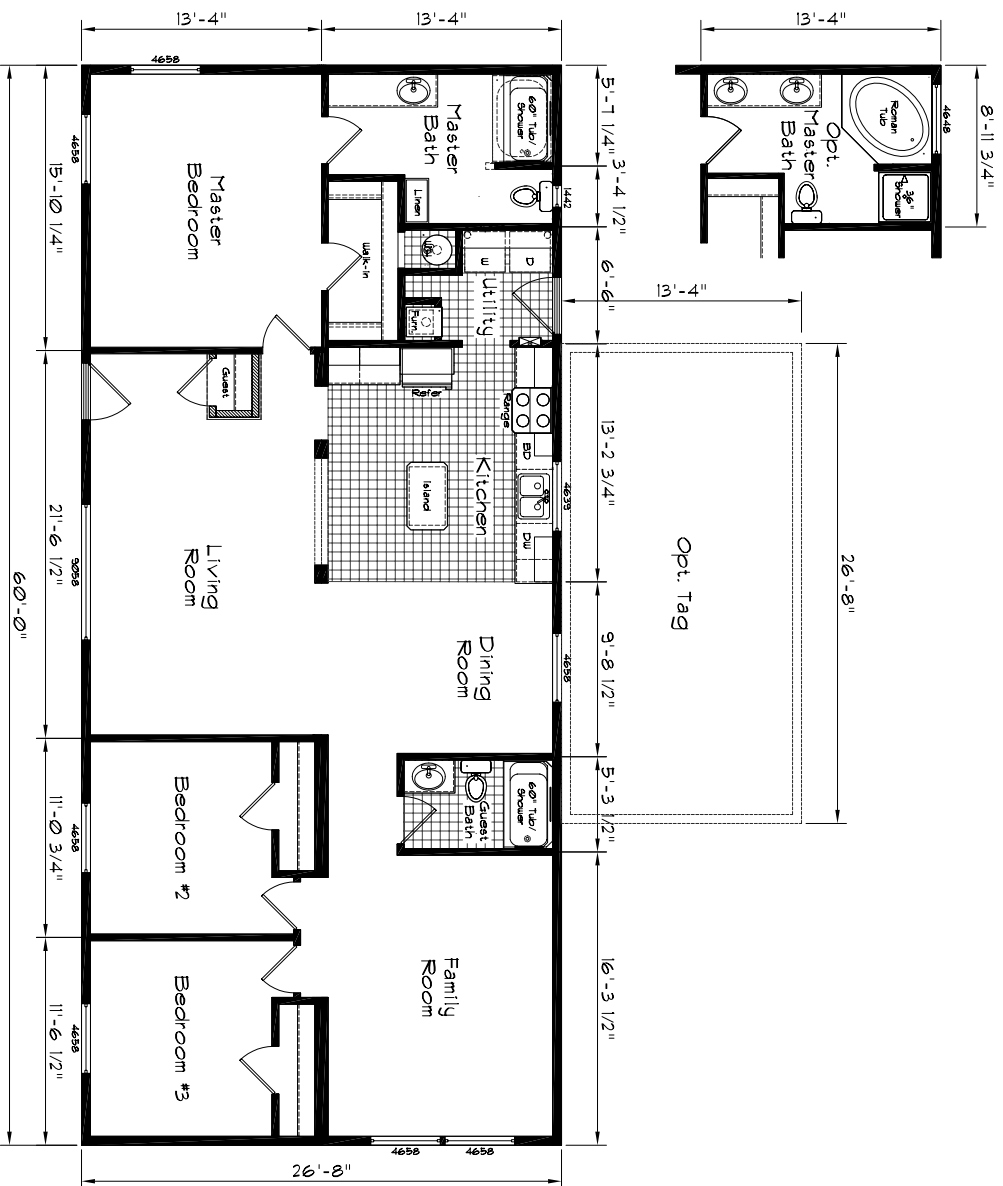 13'-4"
13'-4"
13'-4"
4658
4658
15'-10 1/4"
Master
Bedroom
Master
Bath
60" Tub/
Shower
5'-7 1/4"
3'-4 1/2"
1442
Linen
Walk-In
W
D
Utility
Furn.
6'-6"
Opt.
Master
Bath
Roman
Tub
36"
Shower
4648
8'-11 3/4"
13'-4"
Guest
Refer
Range
BD
DW
Kitchen
Island
4639
13'-2 3/4"
Opt. Tag
26'-8"
Living
Room
9058
21'-6 1/2"
60'-0"
Dining
Room
4658
9'-8 1/2"
60" Tub/
Shower
Guest
Bath
5'-3 1/2"
Bedroom #2
4658
11'-0 3/4"
Bedroom #3
4658
11'-6 1/2"
Family
Room
16'-3 1/2"
4658
4658
26'-8"